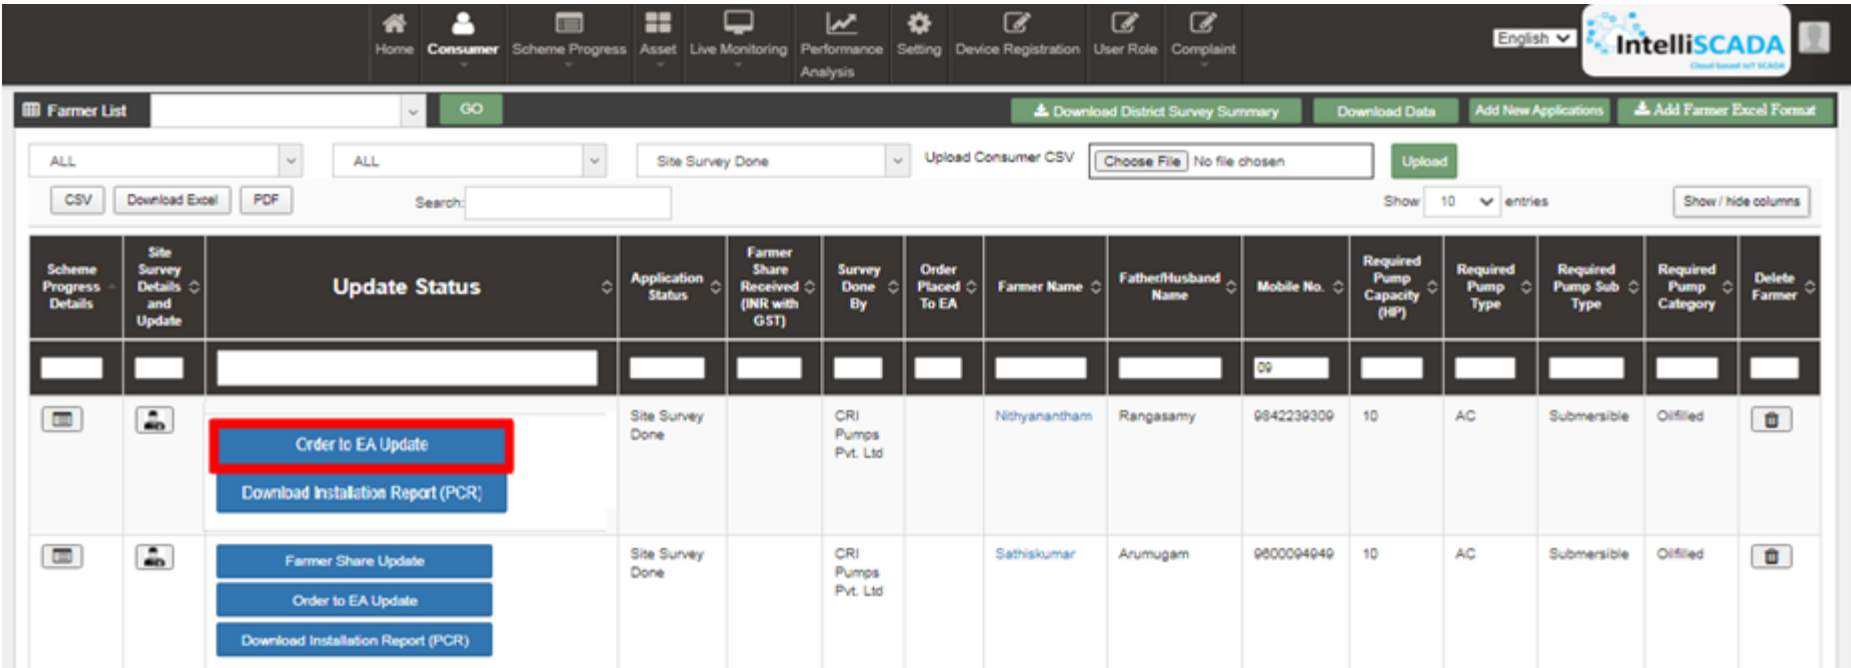 Home Consumer Scheme Progress Asset Live Monitoring Performance Analysis Setting Device Registration User Role Complaint
English
IntelliSCADA
Cloud based IoT SCADA
Farmer List GO Download District Survey Summary Download Data Add New Applications Add Farmer Excel Format
ALL ALL Site Survey Done Upload Consumer CSV Choose File No file chosen Upload
CSV Download Excel PDF Search: Show 10 entries Show / hide columns
Scheme Progress Details Site Survey Details and Update Update Status Application Status Farmer Share Received (INR with GST) Survey Done By Order Placed To EA Farmer Name Father/Husband Name Mobile No. Required Pump Capacity (HP) Required Pump Type Required Pump Sub Type Required Pump Category Delete Farmer
09
Order to EA Update
Download Installation Report (PCR)
Site Survey Done CRI Pumps Pvt. Ltd Nithyanantham Rangasamy 9842239309 10 AC Submersible Oilfilled
Farmer Share Update
Order to EA Update
Download Installation Report (PCR)
Site Survey Done CRI Pumps Pvt. Ltd Sathiskumar Arumugam 9600094949 10 AC Submersible Oilfilled